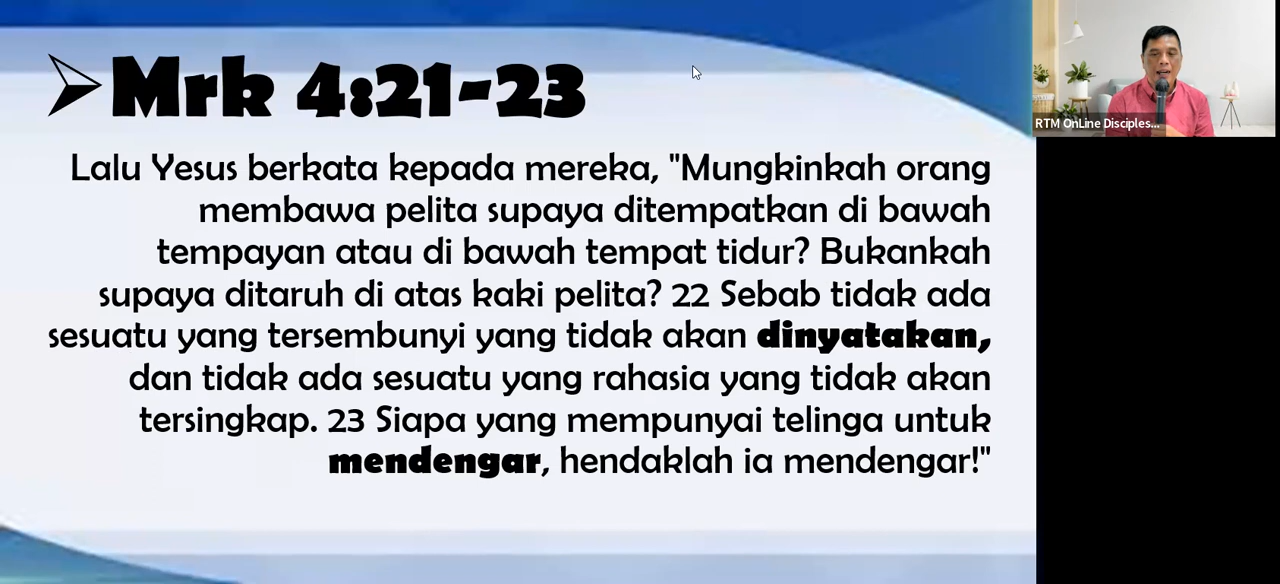 Mrk 4:21-23
Lalu Yesus berkata kepada mereka, "Mungkinkah orang
membawa pelita supaya ditempatkan di bawah
tempayan atau di bawah tempat tidur? Bukankah
supaya ditaruh di atas kaki pelita? 22 Sebab tidak ada
sesuatu yang tersembunyi yang tidak akan dinyatakan,
dan tidak ada sesuatu yang rahasia yang tidak akan
tersingkap. 23 Siapa yang mempunyai telinga untuk
mendengar, hendaklah ia mendengar!"
RTM OnLine Disciples...